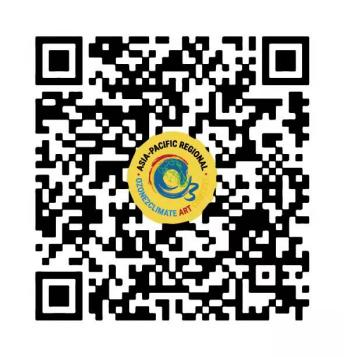 ASIA-PACIFIC REGIONAL
OZONE2CLIMATE ART